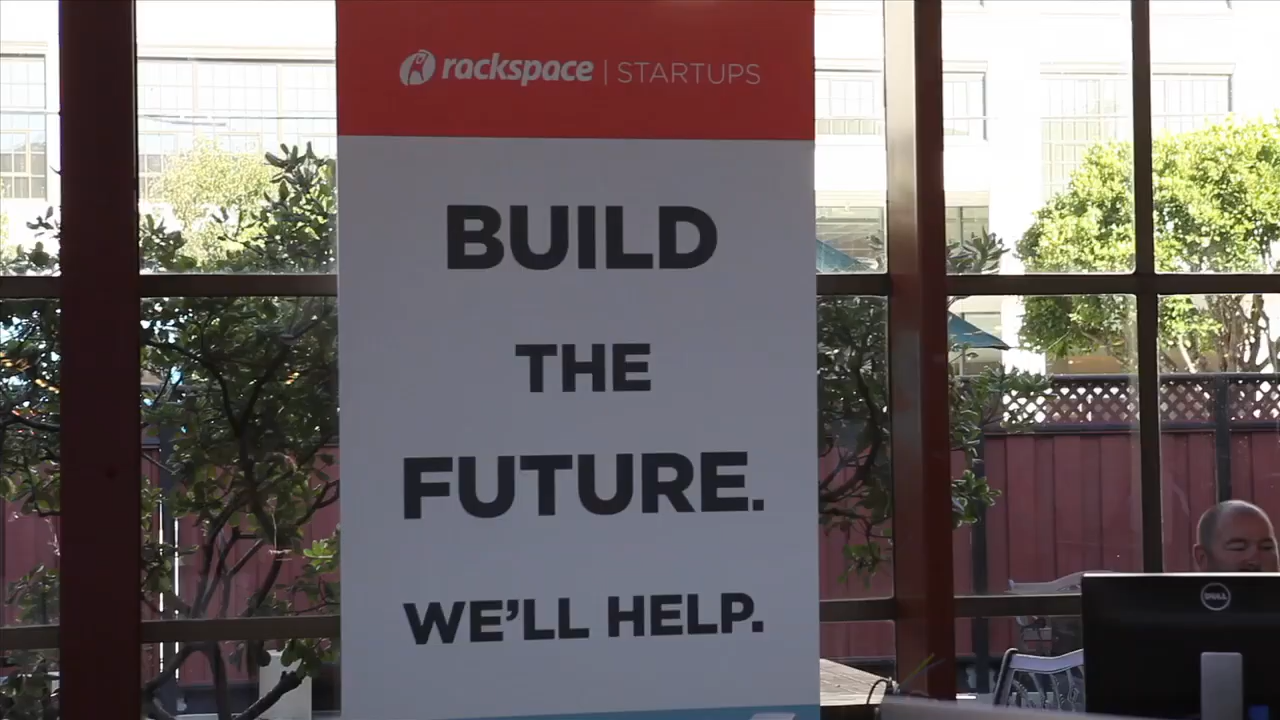 rackspace | STARTUPS
BUILD
THE
FUTURE.
WE'LL HELP.
DELL